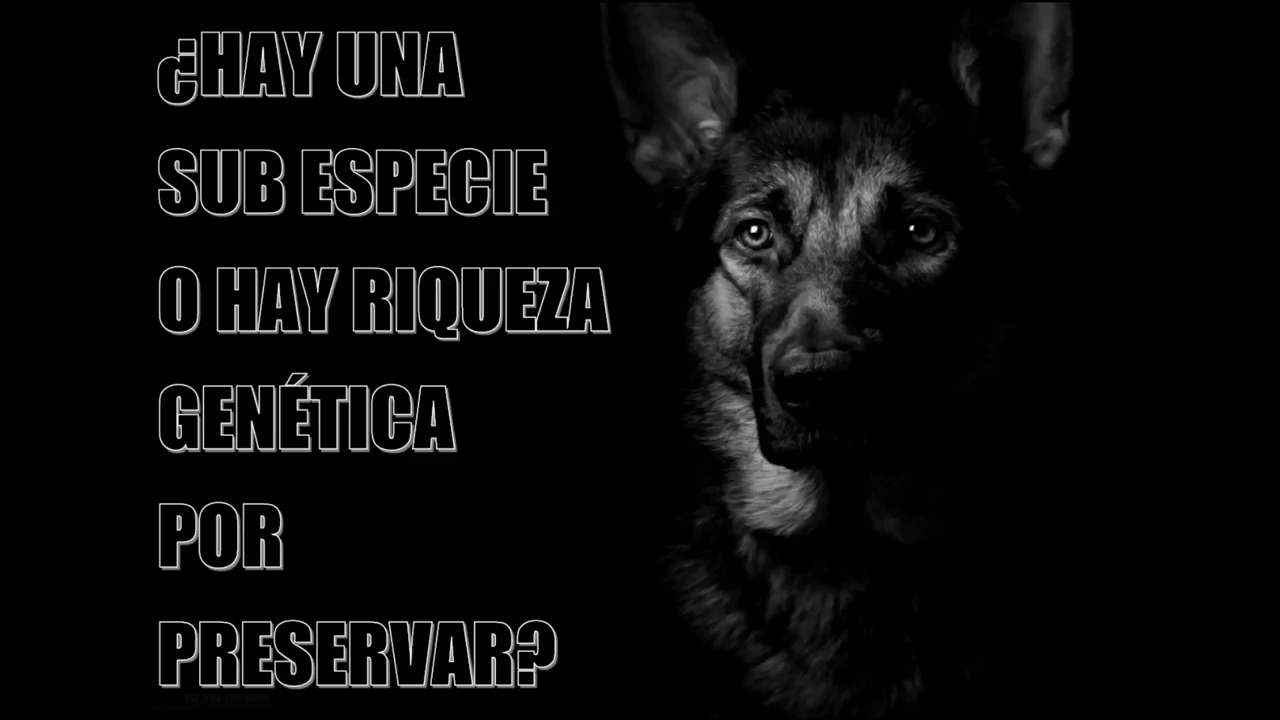 ¿HAY UNA
SUB ESPECIE
O HAY RIQUEZA
GENÉTICA
POR
PRESERVAR?